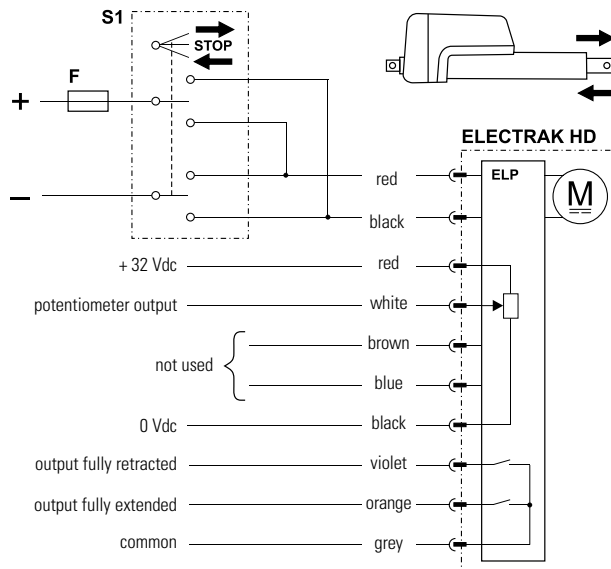 S1
STOP
F
+
–
ELECTRAK HD
ELP
M
red
black
+ 32 Vdc red
potentiometer output white
not used
brown
blue
0 Vdc black
output fully retracted violet
output fully extended orange
common grey